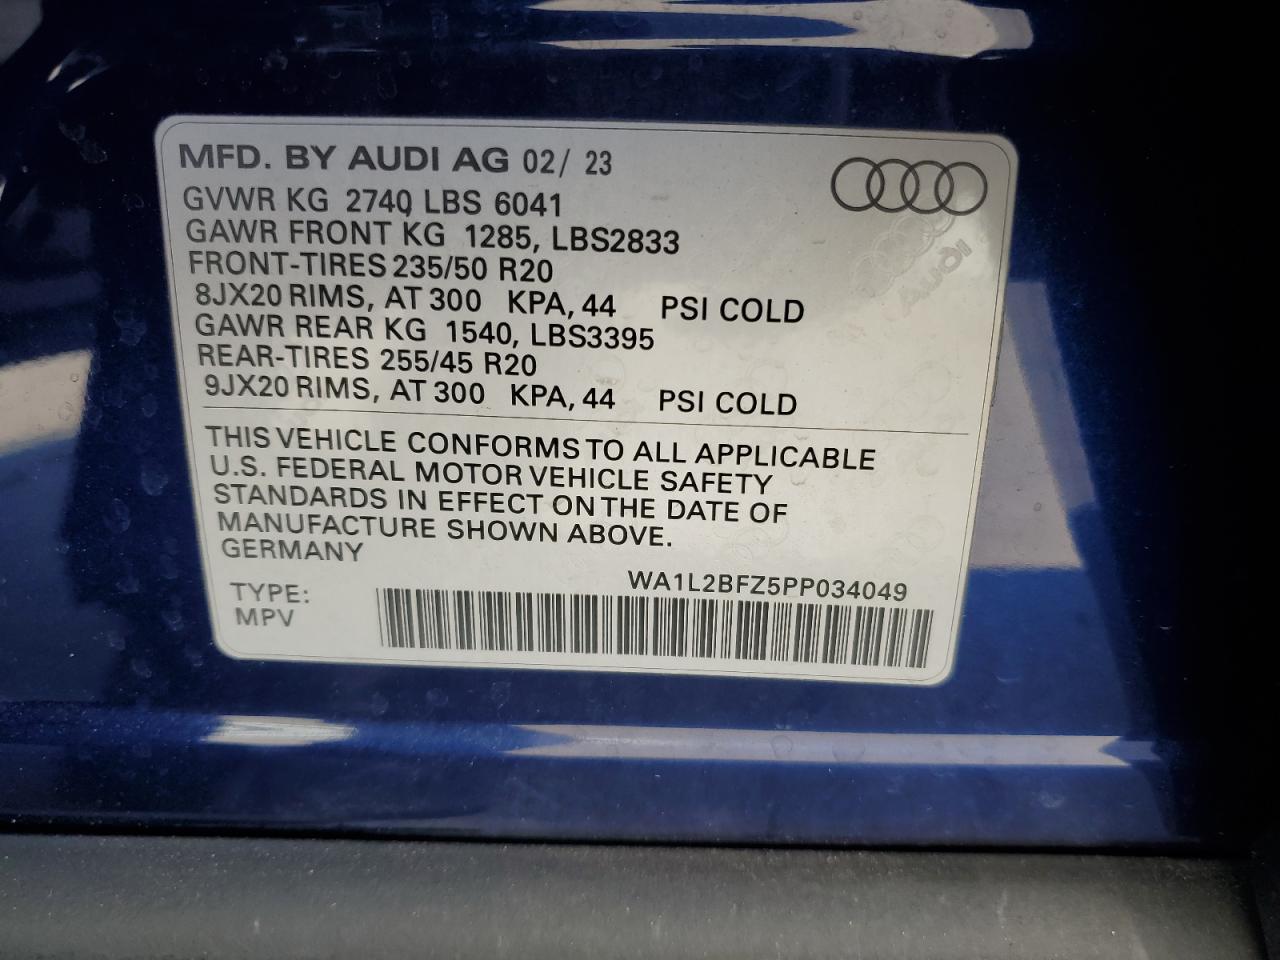 MFD. BY AUDI AG 02/ 23
GVWR KG 2740 LBS 6041
GAWR FRONT KG 1285, LBS2833
FRONT-TIRES 235/50 R20
8JX20 RIMS, AT 300 KPA, 44 PSI COLD
GAWR REAR KG 1540, LBS3395
REAR-TIRES 255/45 R20
9JX20 RIMS, AT 300 KPA, 44 PSI COLD
Audi
THIS VEHICLE CONFORMS TO ALL APPLICABLE
U.S. FEDERAL MOTOR VEHICLE SAFETY
STANDARDS IN EFFECT ON THE DATE OF
MANUFACTURE SHOWN ABOVE.
GERMANY
WA1L2BFZ5PP034049
TYPE:
MPV